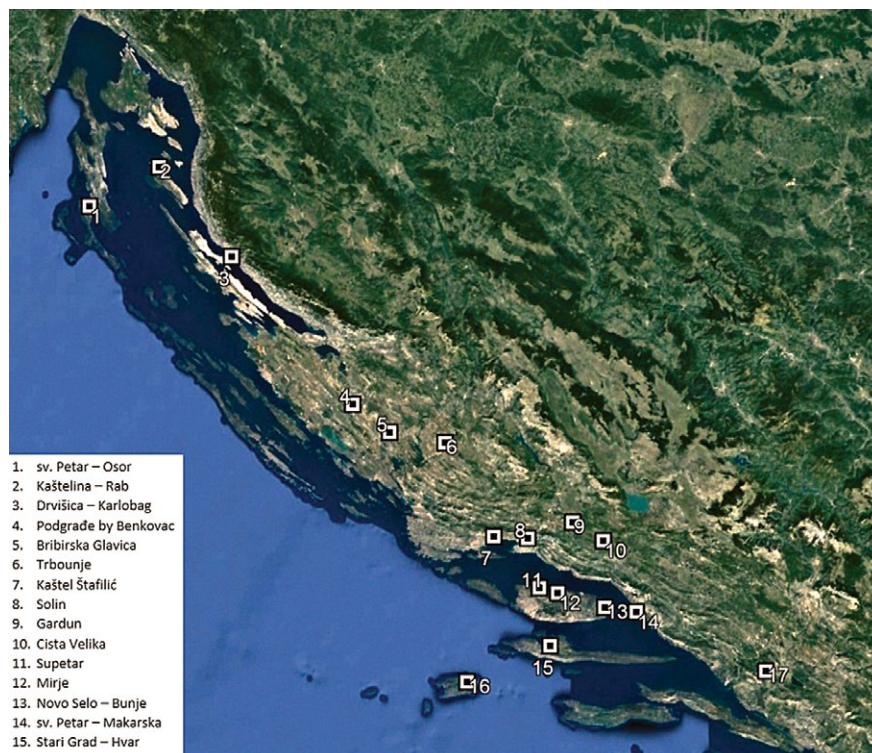 1
2
3
4
5
6
7
8
9
10
11
12
13
14
15
16
17
1. sv. Petar – Osor
2. Kaštelina – Rab
3. Drvišica – Karlobag
4. Podgrađe by Benkovac
5. Bribirska Glavica
6. Trbounje
7. Kaštel Štafilić
8. Solin
9. Gardun
10. Cista Velika
11. Supetar
12. Mirje
13. Novo Selo – Bunje
14. sv. Petar – Makarska
15. Stari Grad – Hvar